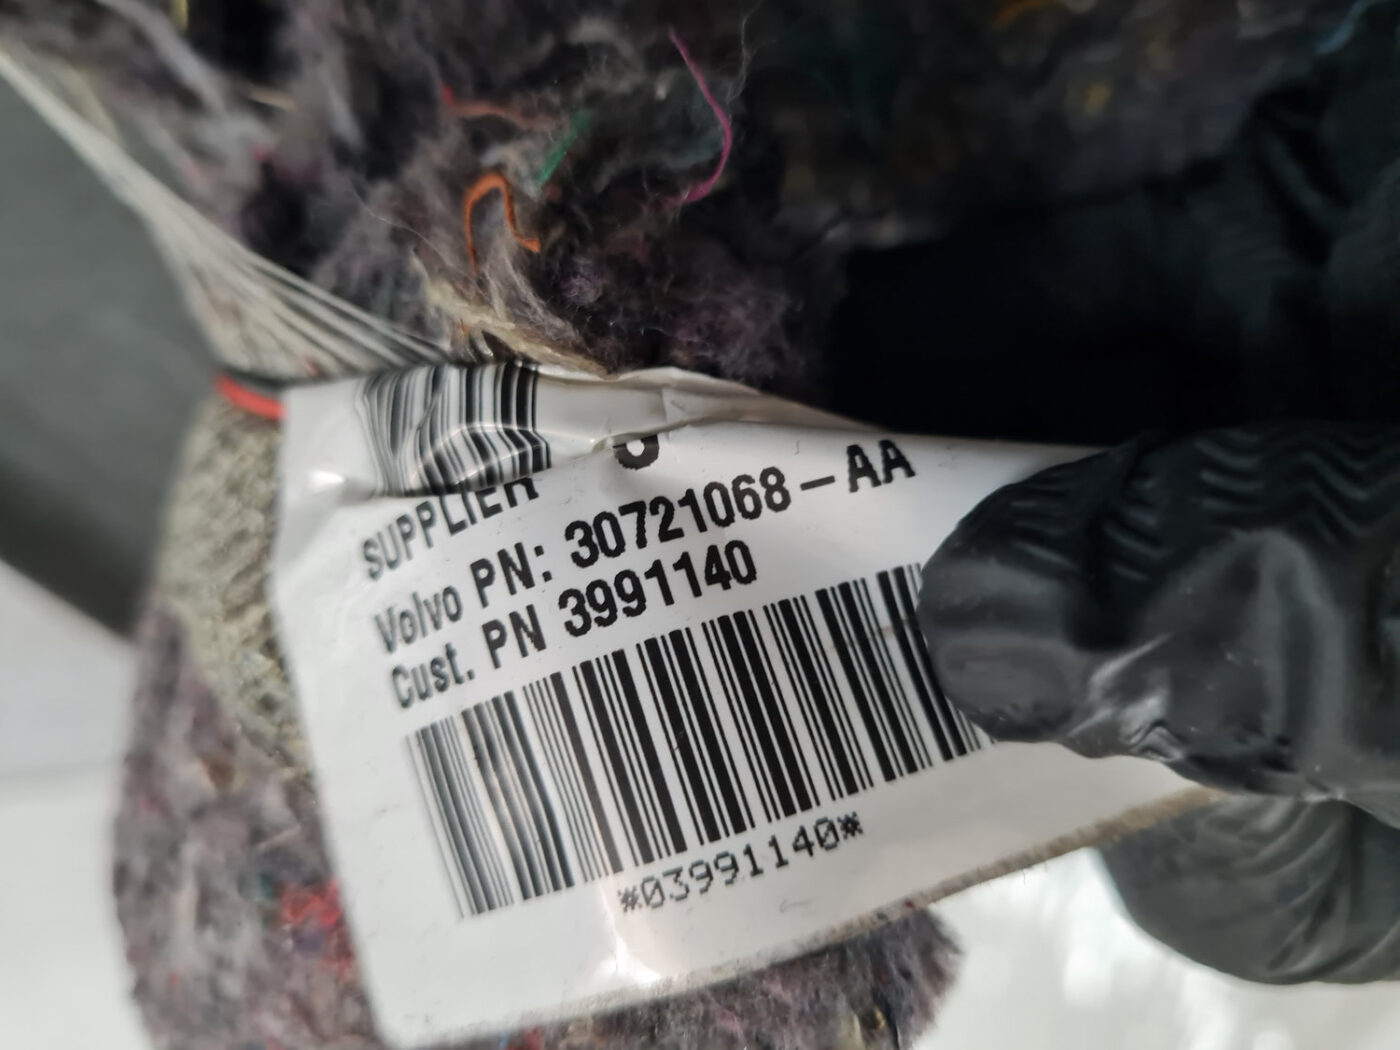 SUPPLIER
Volvo PN: 30721068-AA
Cust. PN 3991140
*03991140*